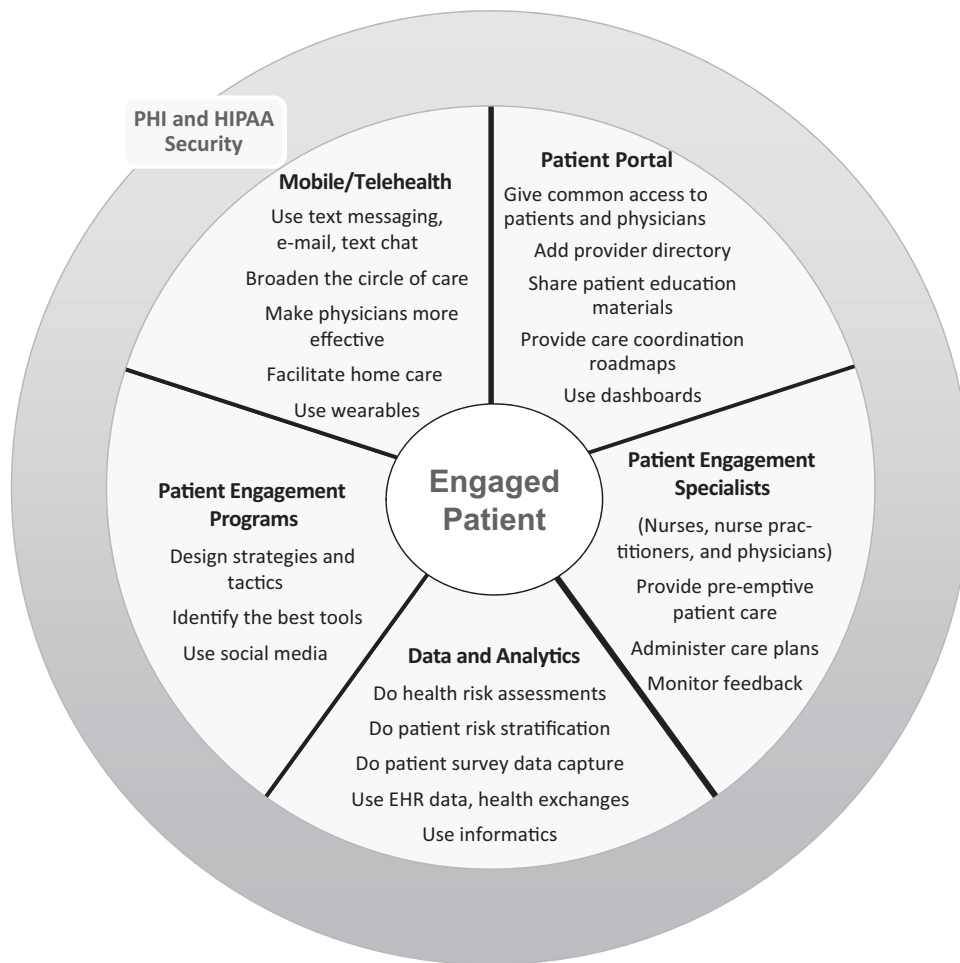 PHI and HIPAA
Security
Mobile/Telehealth
Use text messaging,
e-mail, text chat
Broaden the circle of care
Make physicians more
effective
Facilitate home care
Use wearables
Patient Portal
Give common access to
patients and physicians
Add provider directory
Share patient education
materials
Provide care coordination
roadmaps
Use dashboards
Engaged
Patient
Patient Engagement
Programs
Design strategies and
tactics
Identify the best tools
Use social media
Patient Engagement
Specialists
(Nurses, nurse prac-
titioners, and physicians)
Provide pre-emptive
patient care
Administer care plans
Monitor feedback
Data and Analytics
Do health risk assessments
Do patient risk stratification
Do patient survey data capture
Use EHR data, health exchanges
Use informatics